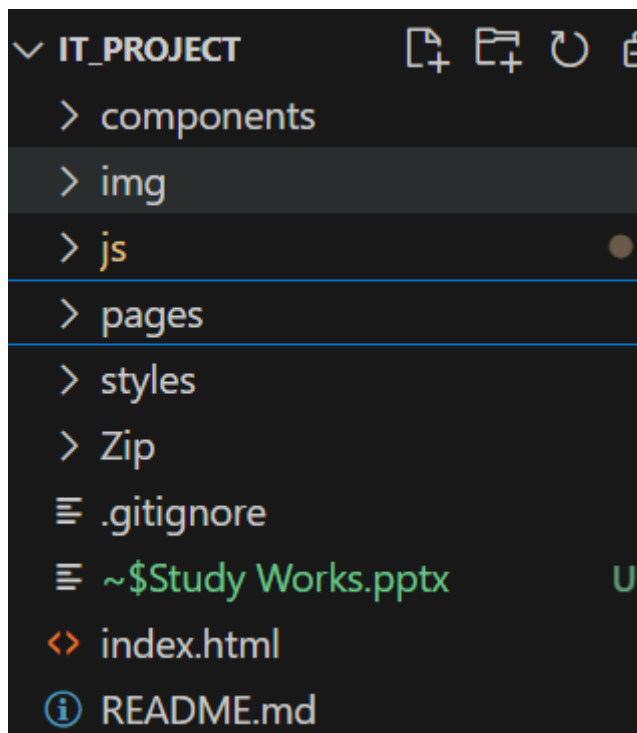 IT_PROJECT
components
img
js
pages
styles
Zip
.gitignore
~$Study Works.pptx U
index.html
README.md